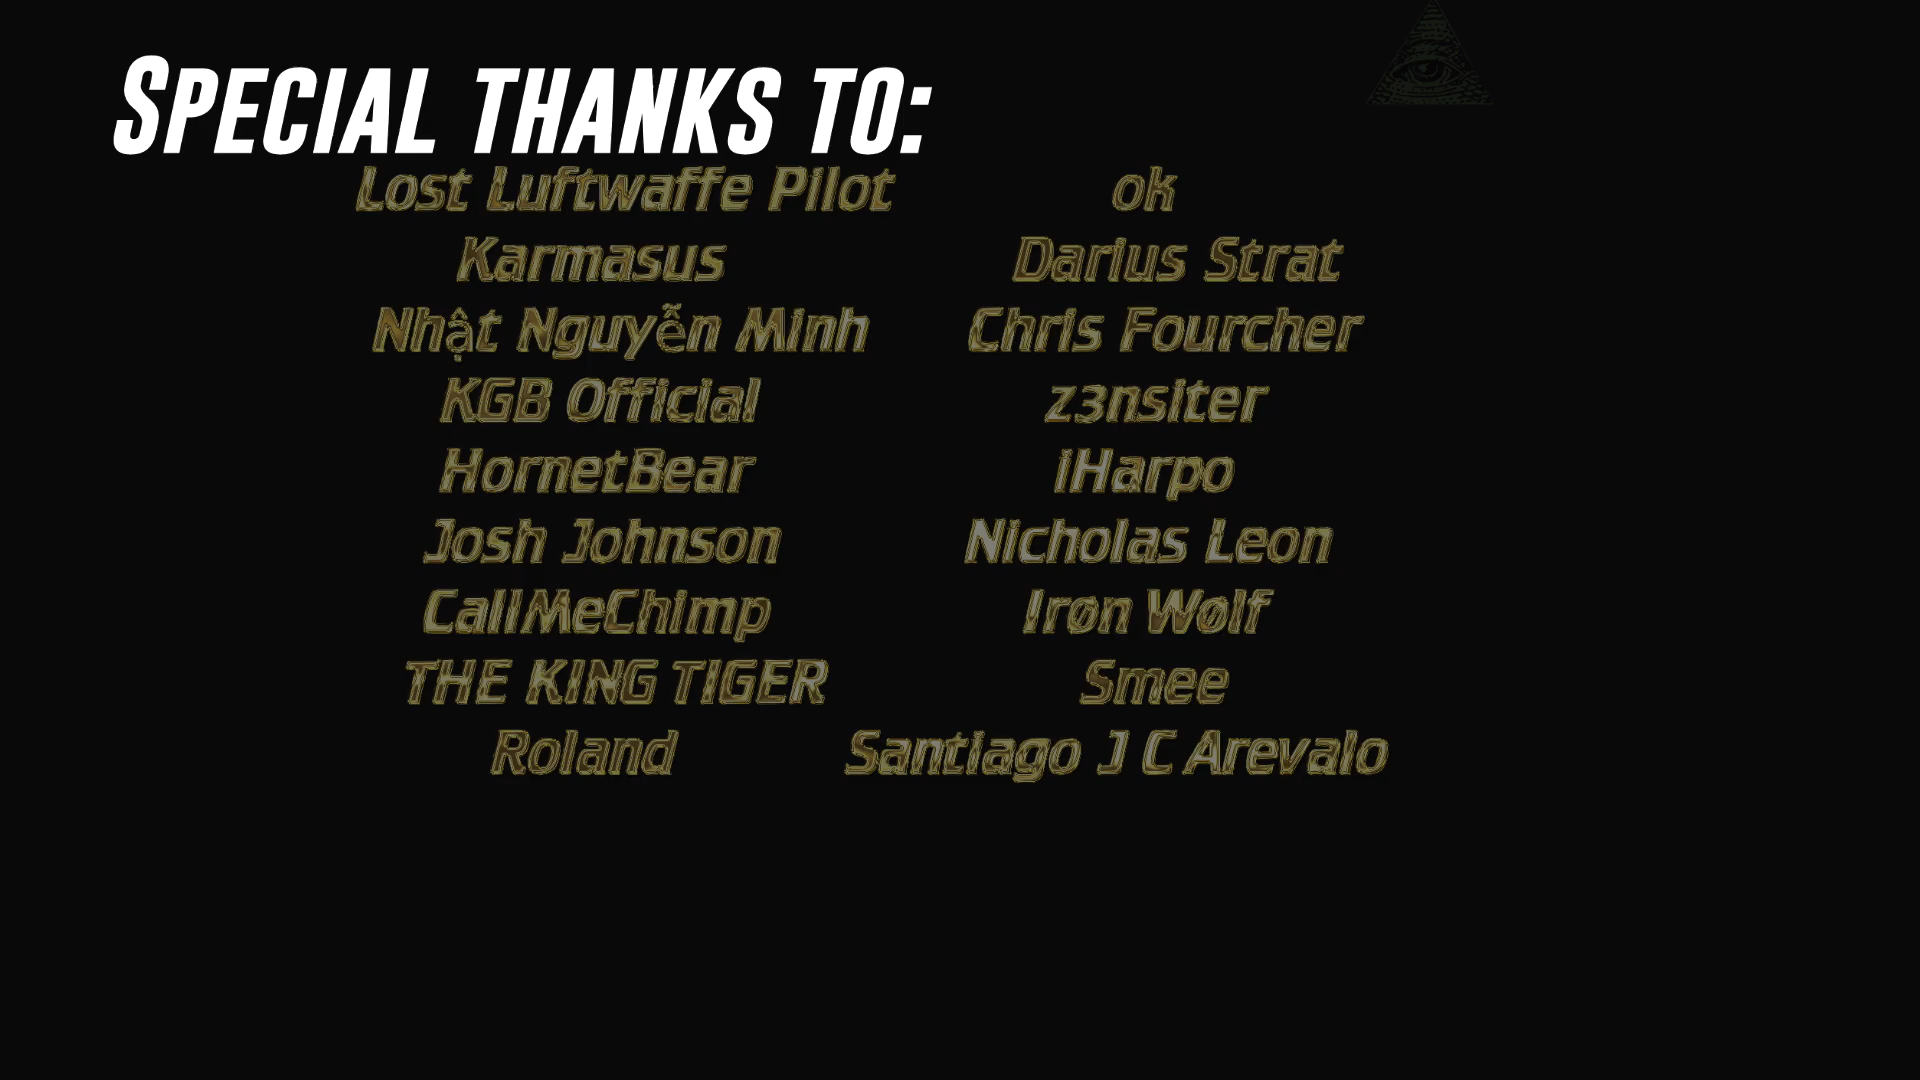 Special thanks to:
Lost Luftwaffe Pilot
Karmasus
Nhật Nguyễn Minh
KGB Official
HornetBear
Josh Johnson
CallMeChimp
THE KING TIGER
Roland
ok
Darius Strat
Chris Fourcher
z3nsiter
iHarpo
Nicholas Leon
Irøn Wølf
Smee
Santiago J C Arevalo